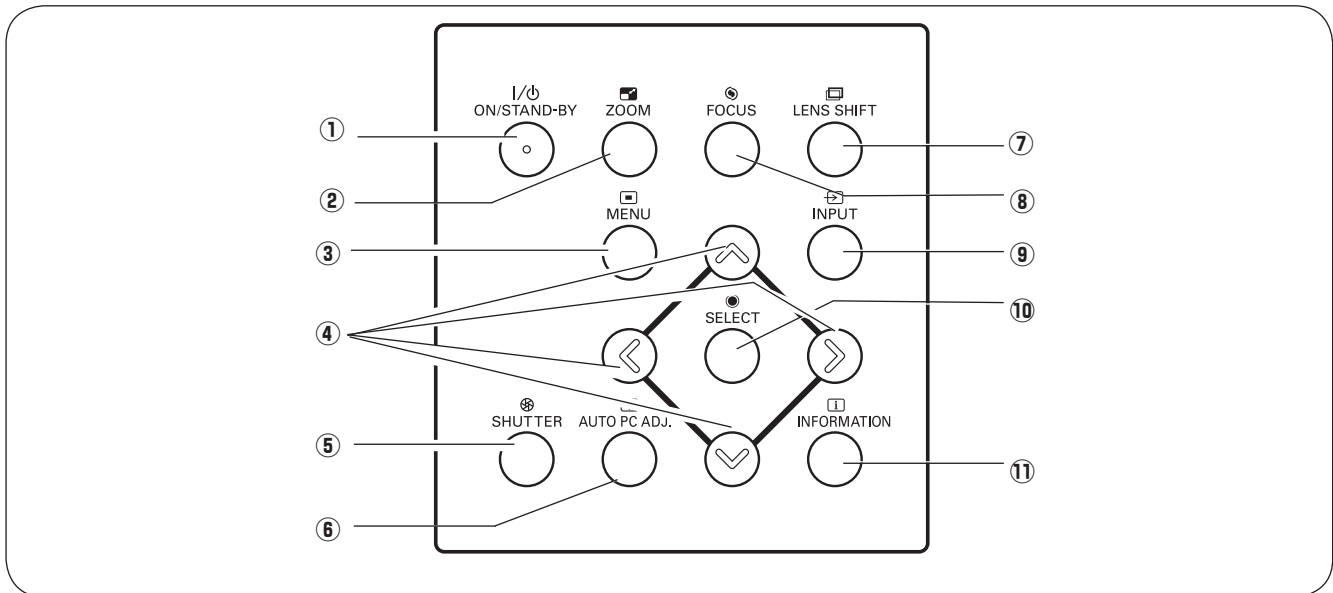 ON/STAND-BY ZOOM FOCUS LENS SHIFT
① ⑦
② ⑧
MENU INPUT
③ ⑨
SELECT ⑩
④
SHUTTER AUTO PC ADJ. INFORMATION
⑤ ⑪
⑥